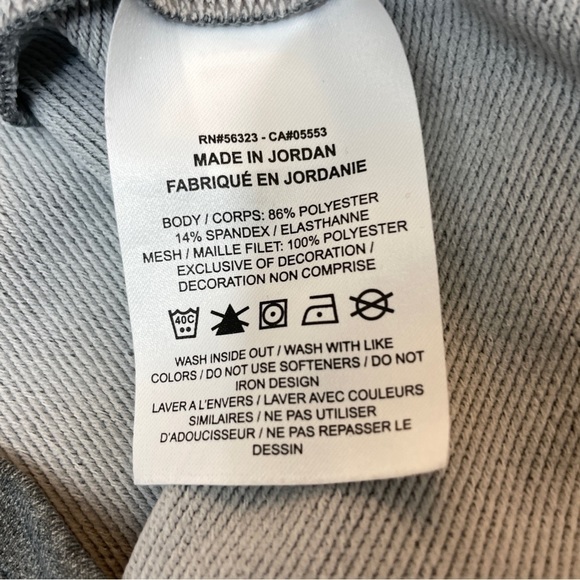 RN#56323 - CA#05553
MADE IN JORDAN
FABRIQUÉ EN JORDANIE
BODY / CORPS: 86% POLYESTER
14% SPANDEX / ELASTHANNE
MESH / MAILLE FILET: 100% POLYESTER
EXCLUSIVE OF DECORATION /
DECORATION NON COMPRISE
40C
WASH INSIDE OUT / WASH WITH LIKE
COLORS / DO NOT USE SOFTENERS / DO NOT
IRON DESIGN
LAVER A L'ENVERS / LAVER AVEC COULEURS
SIMILAIRES / NE PAS UTILISER
D'ADOUCISSEUR / NE PAS REPASSER LE
DESSIN